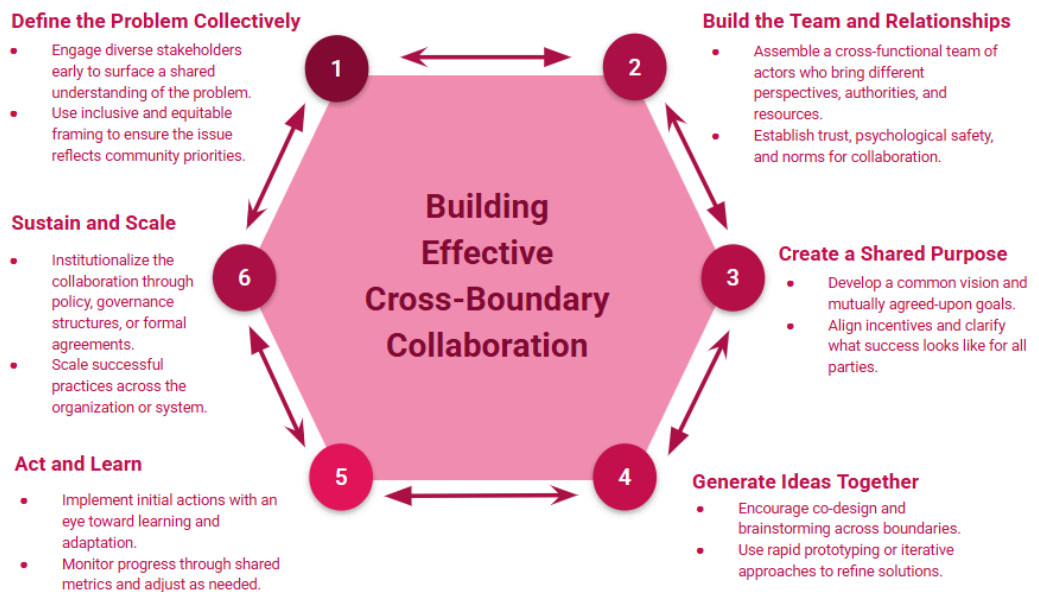 Define the Problem Collectively
● Engage diverse stakeholders
early to surface a shared
understanding of the problem.
● Use inclusive and equitable
framing to ensure the issue
reflects community priorities.
1
2
Build the Team and Relationships
● Assemble a cross-functional team of
actors who bring different
perspectives, authorities, and
resources.
● Establish trust, psychological safety,
and norms for collaboration.
3
Create a Shared Purpose
● Develop a common vision and
mutually agreed-upon goals.
● Align incentives and clarify
what success looks like for all
parties.
4
Generate Ideas Together
● Encourage co-design and
brainstorming across boundaries.
● Use rapid prototyping or iterative
approaches to refine solutions.
5
Act and Learn
● Implement initial actions with an
eye toward learning and
adaptation.
● Monitor progress through shared
metrics and adjust as needed.
6
Sustain and Scale
● Institutionalize the
collaboration through
policy, governance
structures, or formal
agreements.
● Scale successful
practices across the
organization or system.
Building
Effective
Cross-Boundary
Collaboration